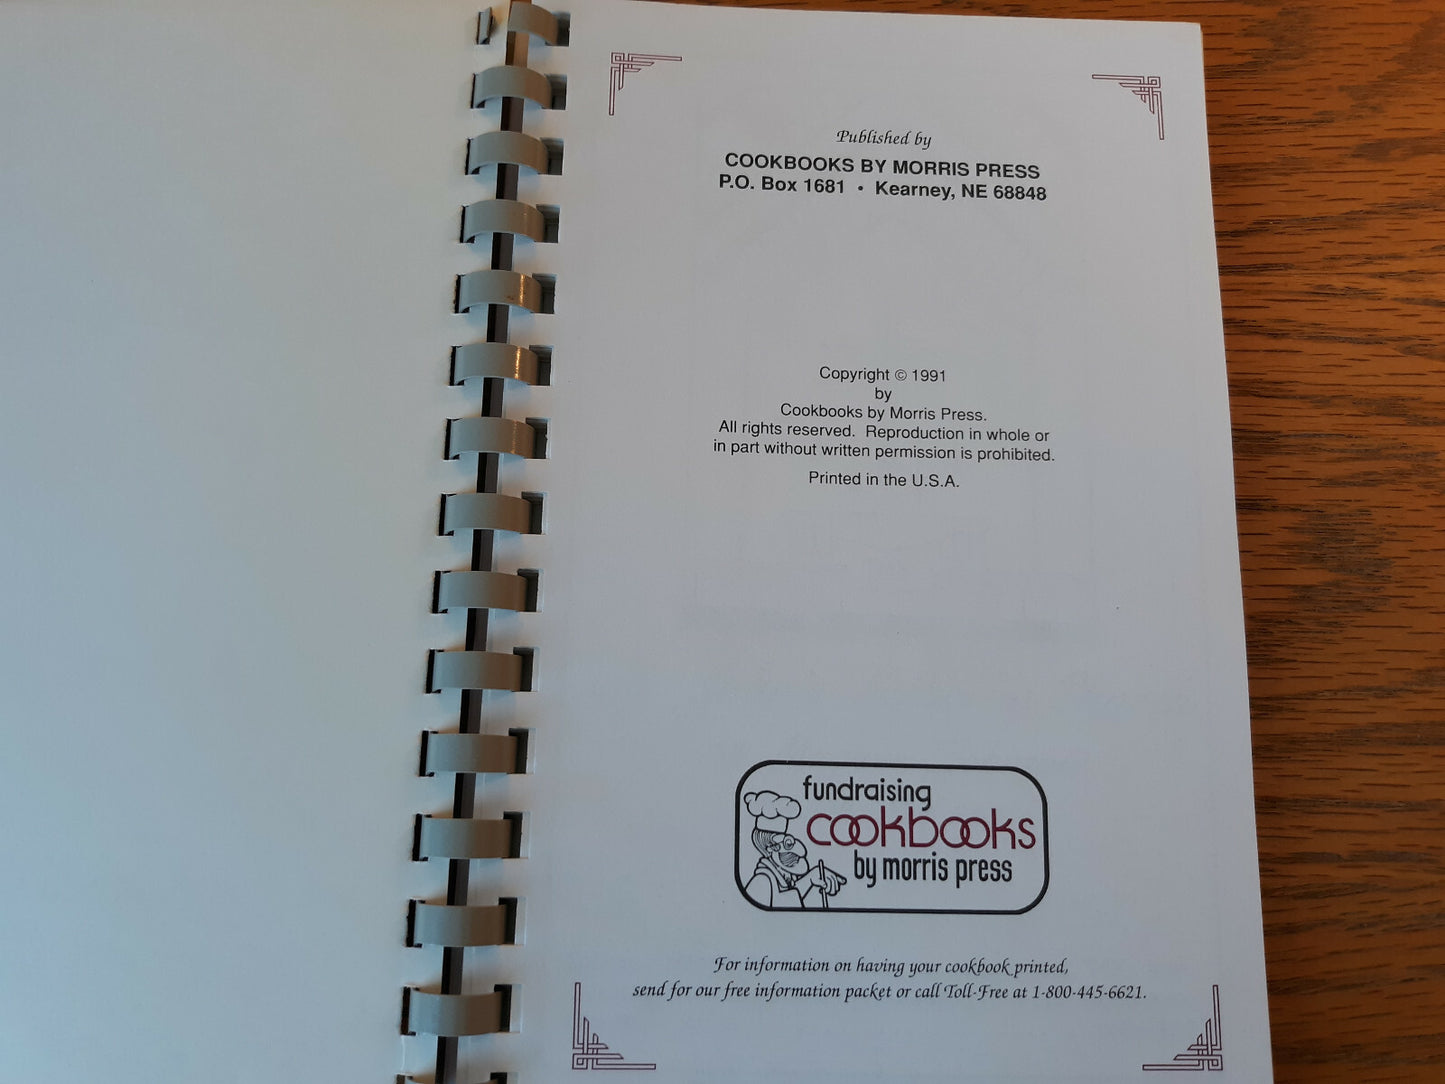 Published by
COOKBOOKS BY MORRIS PRESS
P.O. Box 1681 • Kearney, NE 68848
Copyright © 1991
by
Cookbooks by Morris Press.
All rights reserved. Reproduction in whole or
in part without written permission is prohibited.
Printed in the U.S.A.
fundraising
cookbooks
by morris press
For information on having your cookbook printed,
send for our free information packet or call Toll-Free at 1-800-445-6621.